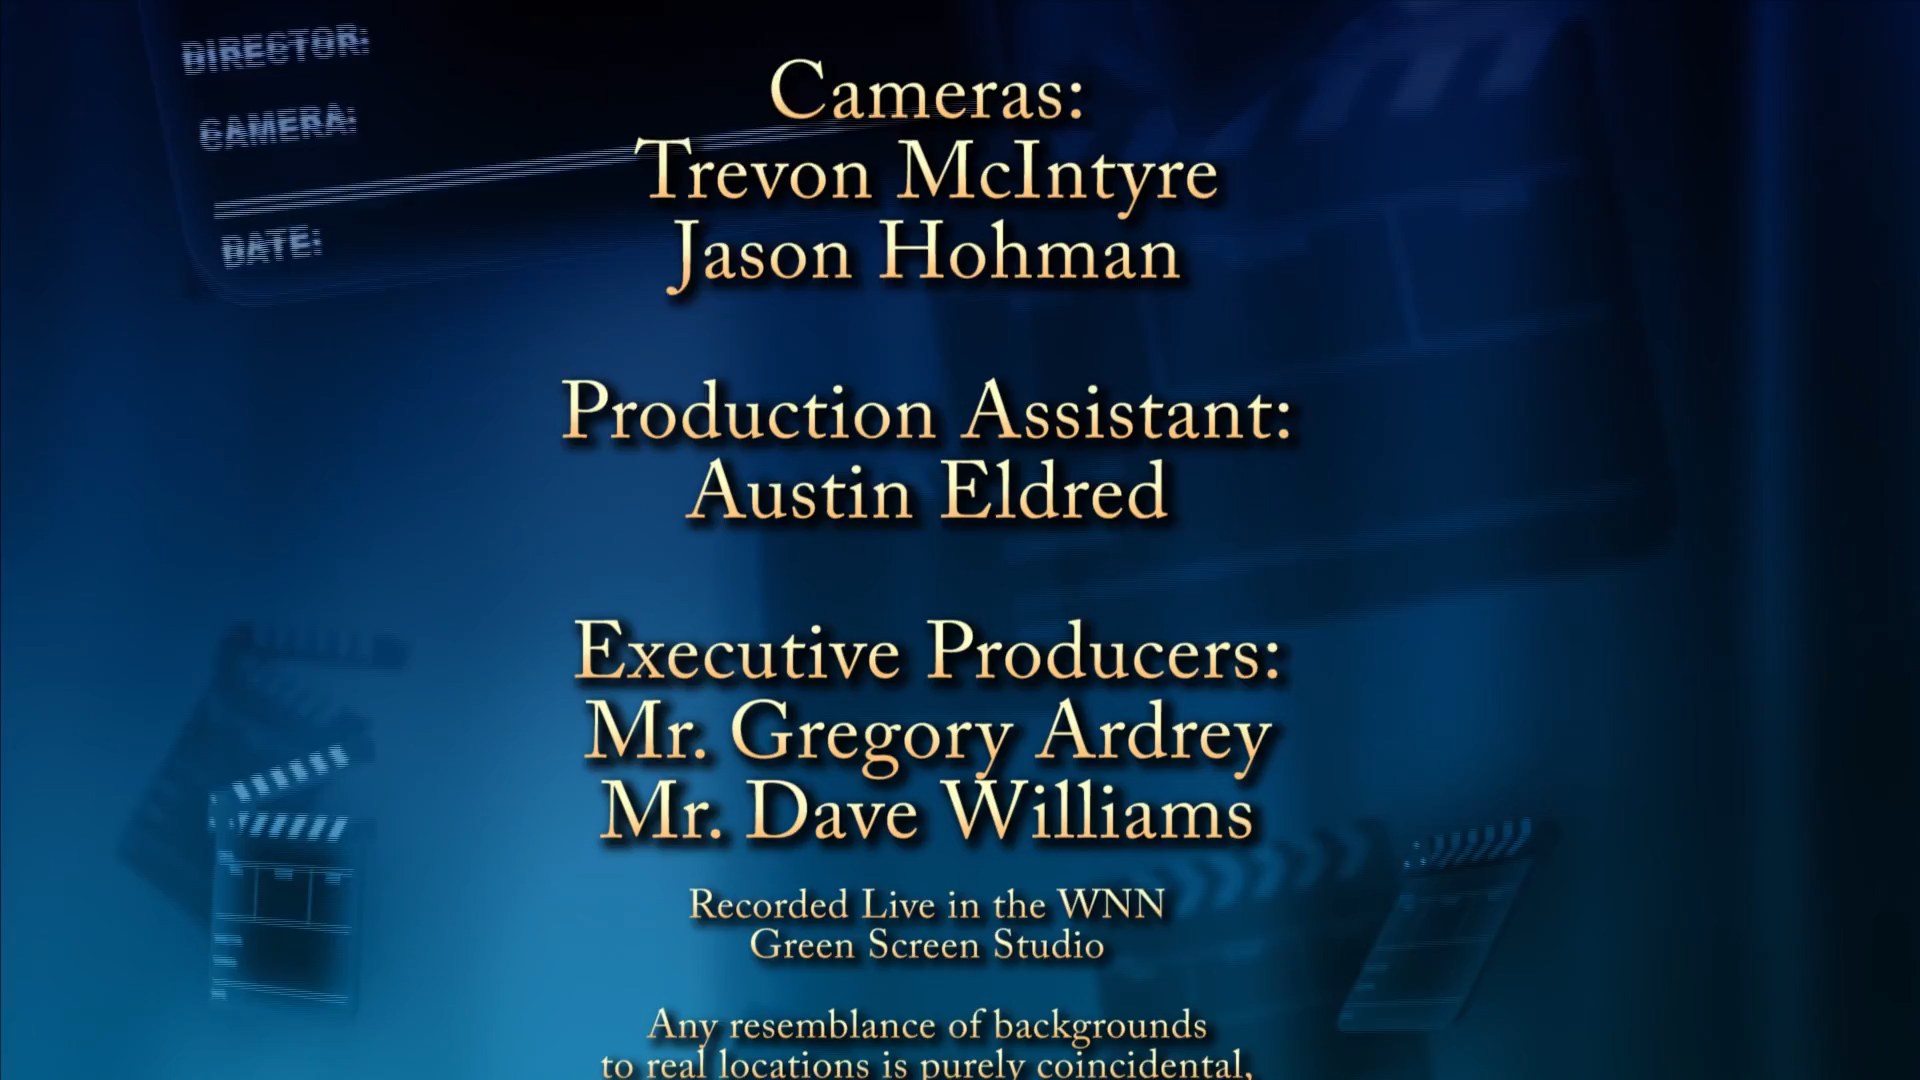 DIRECTOR:
CAMERA:
DATE:
Cameras:
Trevon McIntyre
Jason Hohman
Production Assistant:
Austin Eldred
Executive Producers:
Mr. Gregory Ardrey
Mr. Dave Williams
Recorded Live in the WNN
Green Screen Studio
Any resemblance of backgrounds
to real locations is purely coincidental,